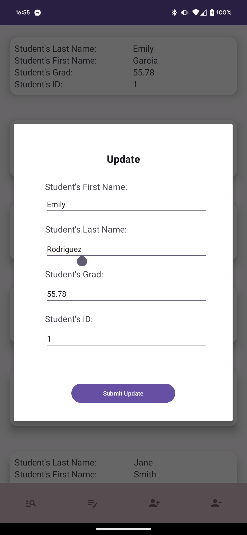 16:55
100%
Student's Last Name: Emily
Student's First Name: Garcia
Student's Grad: 55.78
Student's ID: 1
Update
Student's First Name:
Emily
Student's Last Name:
Rodriguez
Student's Grad:
55.78
Student's ID:
1
Submit Update
Student's Last Name: Jane
Student's First Name: Smith